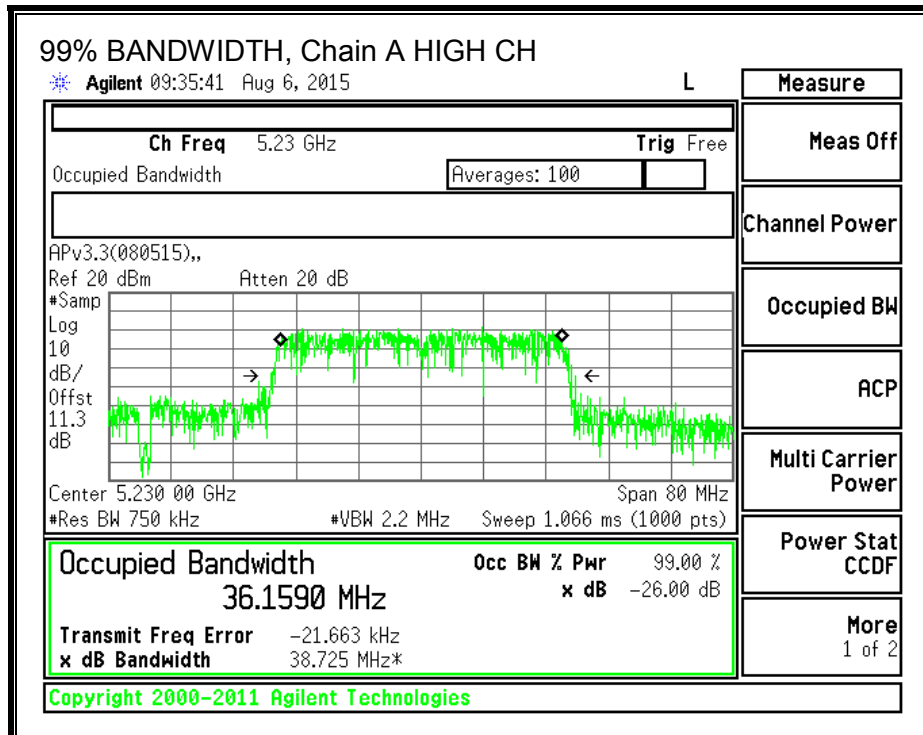 99% BANDWIDTH, Chain A HIGH CH
Agilent 09:35:41 Aug 6, 2015 L
Measure
Ch Freq 5.23 GHz Trig Free
Meas Off
Occupied Bandwidth Averages: 100
Channel Power
APv3.3(080515),,
Ref 20 dBm Atten 20 dB
#Samp
Log
10
dB/
Offst
11.3
dB
Occupied BW
ACP
Multi Carrier
Power
Center 5.230 00 GHz Span 80 MHz
#Res BW 750 kHz #VBW 2.2 MHz Sweep 1.066 ms (1000 pts)
Power Stat
CCDF
Occupied Bandwidth Occ BW % Pwr 99.00 %
36.1590 MHz x dB -26.00 dB
Transmit Freq Error -21.663 kHz
x dB Bandwidth 38.725 MHz*
More
1 of 2
Copyright 2000-2011 Agilent Technologies